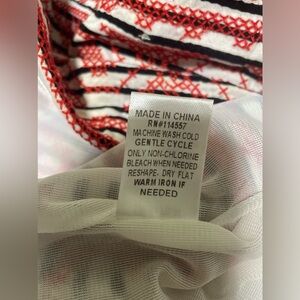 MADE IN CHINA
RN#114557
MACHINE WASH COLD
GENTLE CYCLE
ONLY NON-CHLORINE
BLEACH WHEN NEEDED
RESHAPE, DRY FLAT
WARM IRON IF
NEEDED